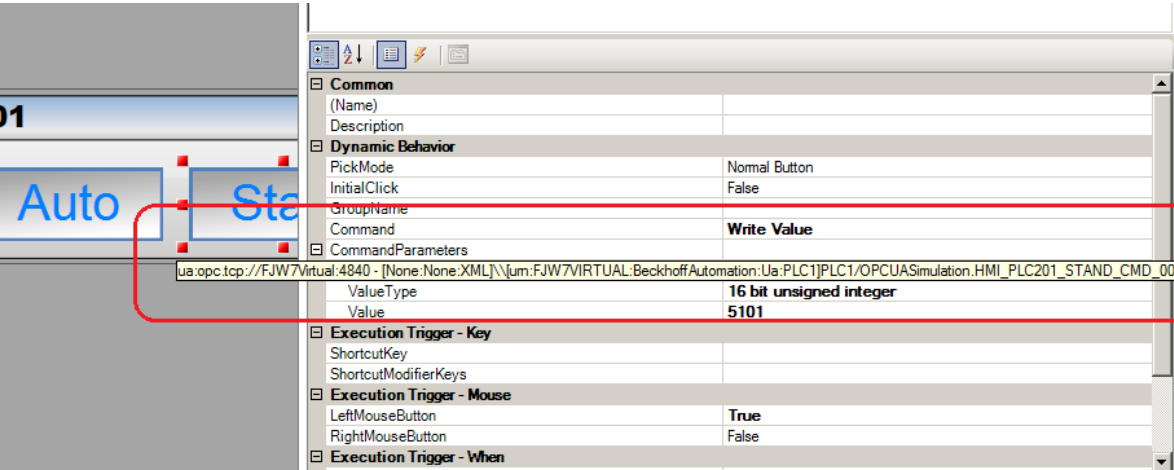 Common
(Name)
Description
01
Dynamic Behavior
PickMode Normal Button
InitialClick False
Auto Sta
GroupName
Command Write Value
CommandParameters
ua:opc.tcp://FJW7Virtual:4840 - [None:None:XML]\\[urn:FJW7VIRTUAL:BeckhoffAutomation:Ua:PLC1]PLC1/OPCUASimulation.HMI_PLC201_STAND_CMD_00
ValueType 16 bit unsigned integer
Value 5101
Execution Trigger - Key
ShortcutKey
ShortcutModifierKeys
Execution Trigger - Mouse
LeftMouseButton True
RightMouseButton False
Execution Trigger - When